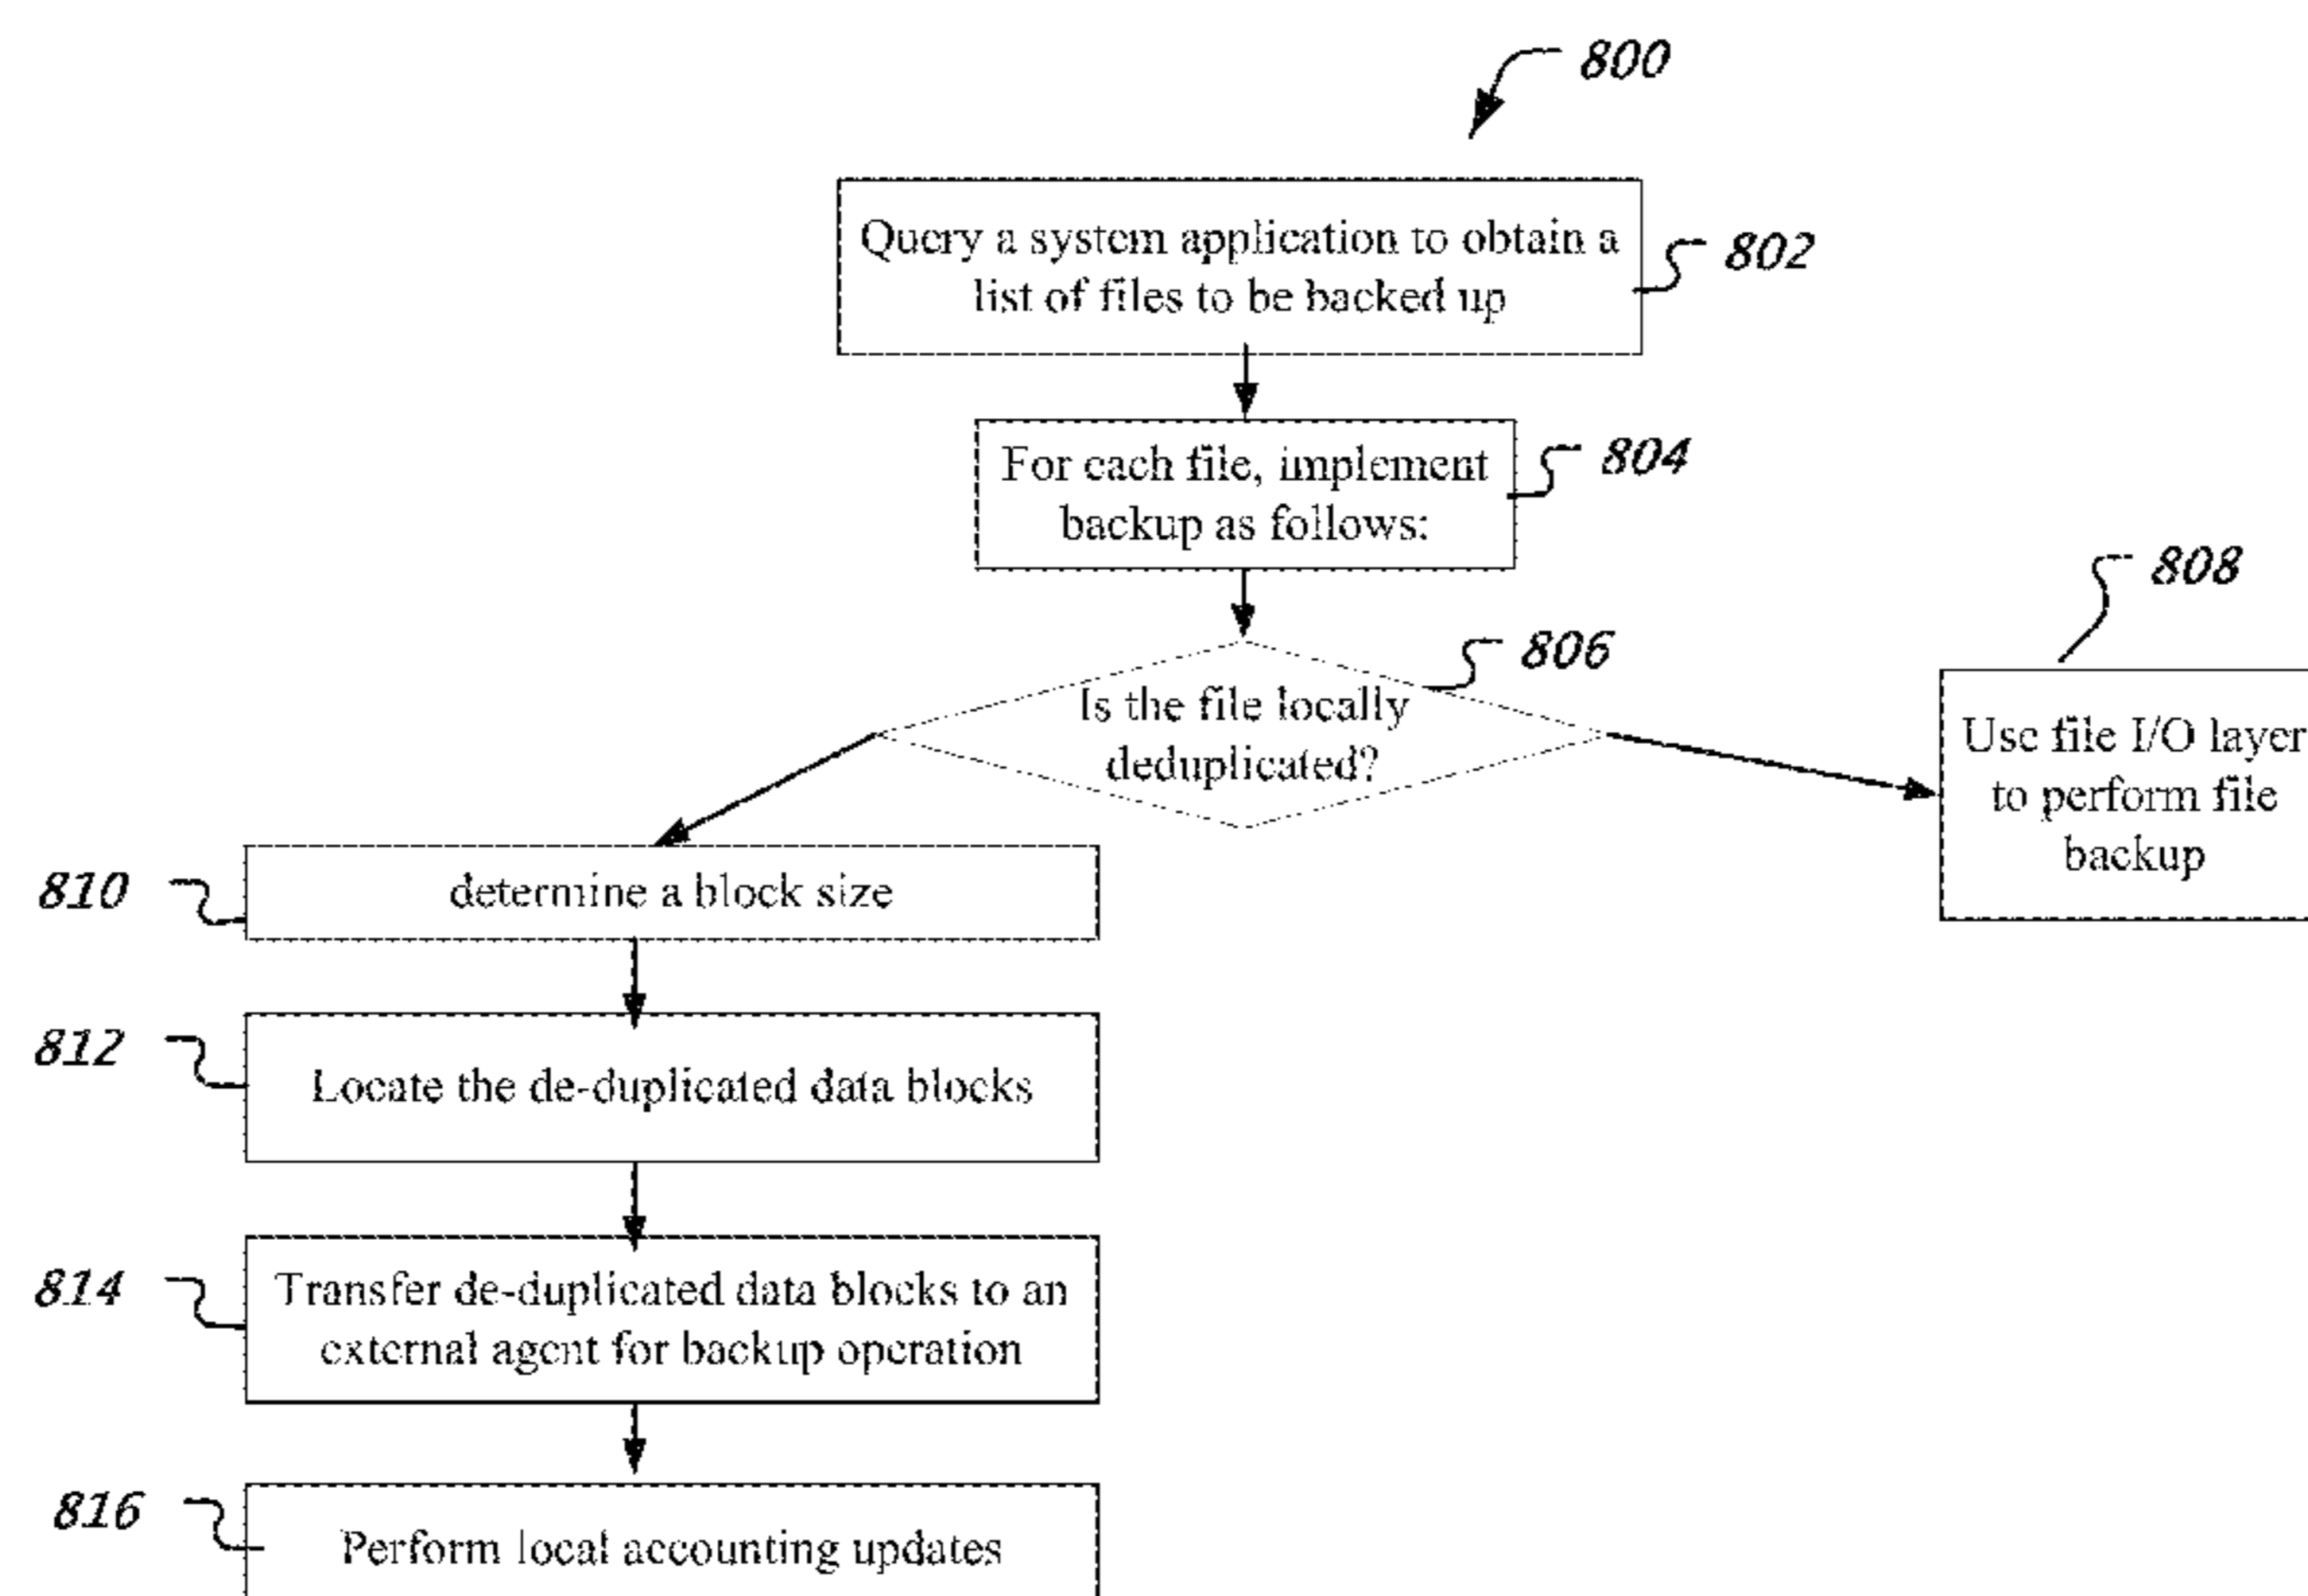 800
Query a system application to obtain a
list of files to be backed up
802
For each file, implement
backup as follows:
804
806
Is the file locally
deduplicated?
808
Use file I/O layer
to perform file
backup
810
determine a block size
812
Locate the de-duplicated data blocks
814
Transfer de-duplicated data blocks to an
external agent for backup operation
816
Perform local accounting updates